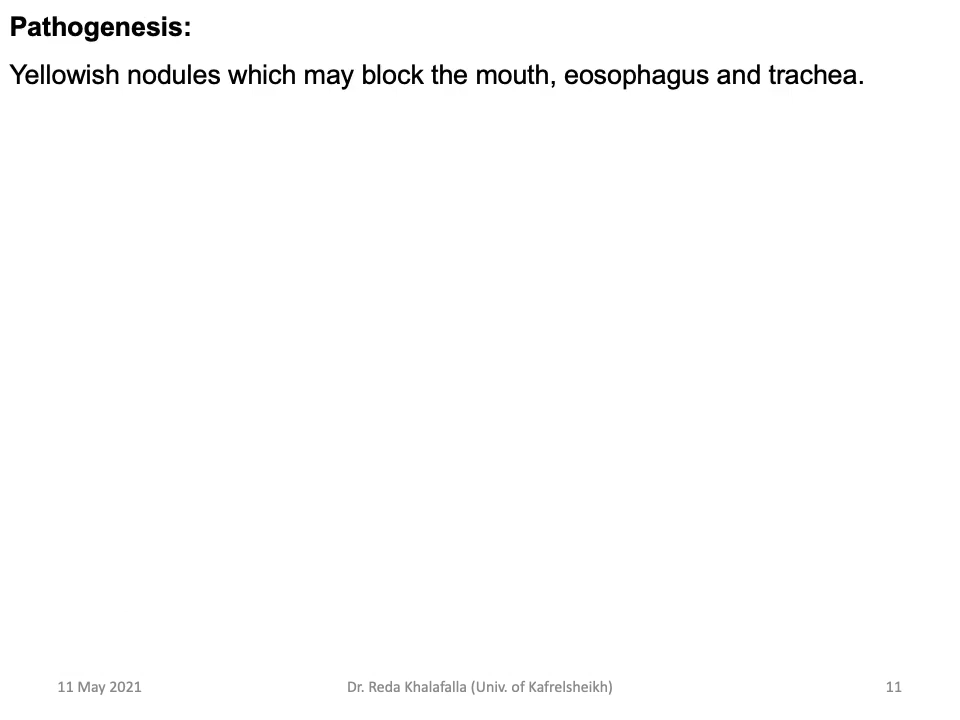 Pathogenesis:
Yellowish nodules which may block the mouth, eosophagus and trachea.
11 May 2021
Dr. Reda Khalafalla (Univ. of Kafrelsheikh)
11